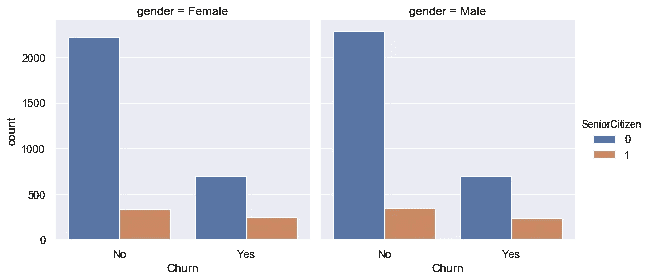 gender = Female
gender = Male
2000
1500
1000
500
0
count
No
Yes
No
Yes
Churn
Churn
SeniorCitizen
0
1